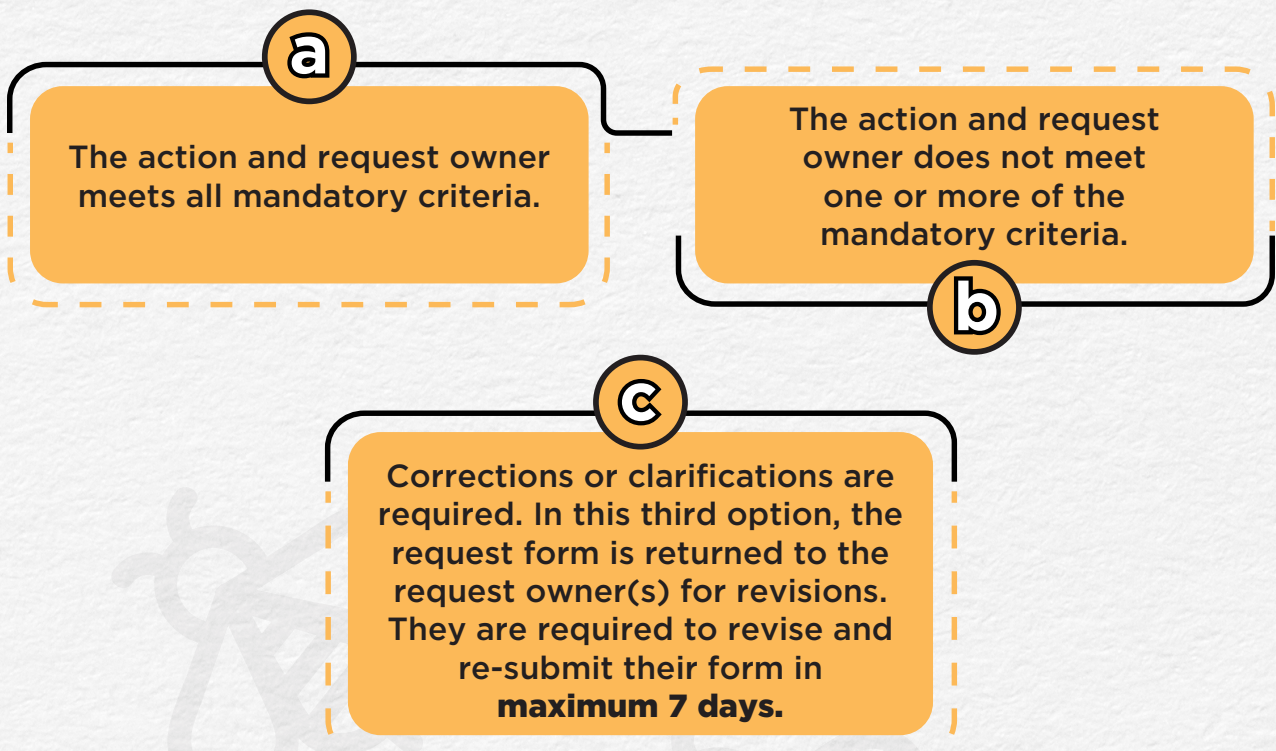 a
The action and request owner
meets all mandatory criteria.
The action and request
owner does not meet
one or more of the
mandatory criteria.
b
c
Corrections or clarifications are
required. In this third option, the
request form is returned to the
request owner(s) for revisions.
They are required to revise and
re-submit their form in
maximum 7 days.